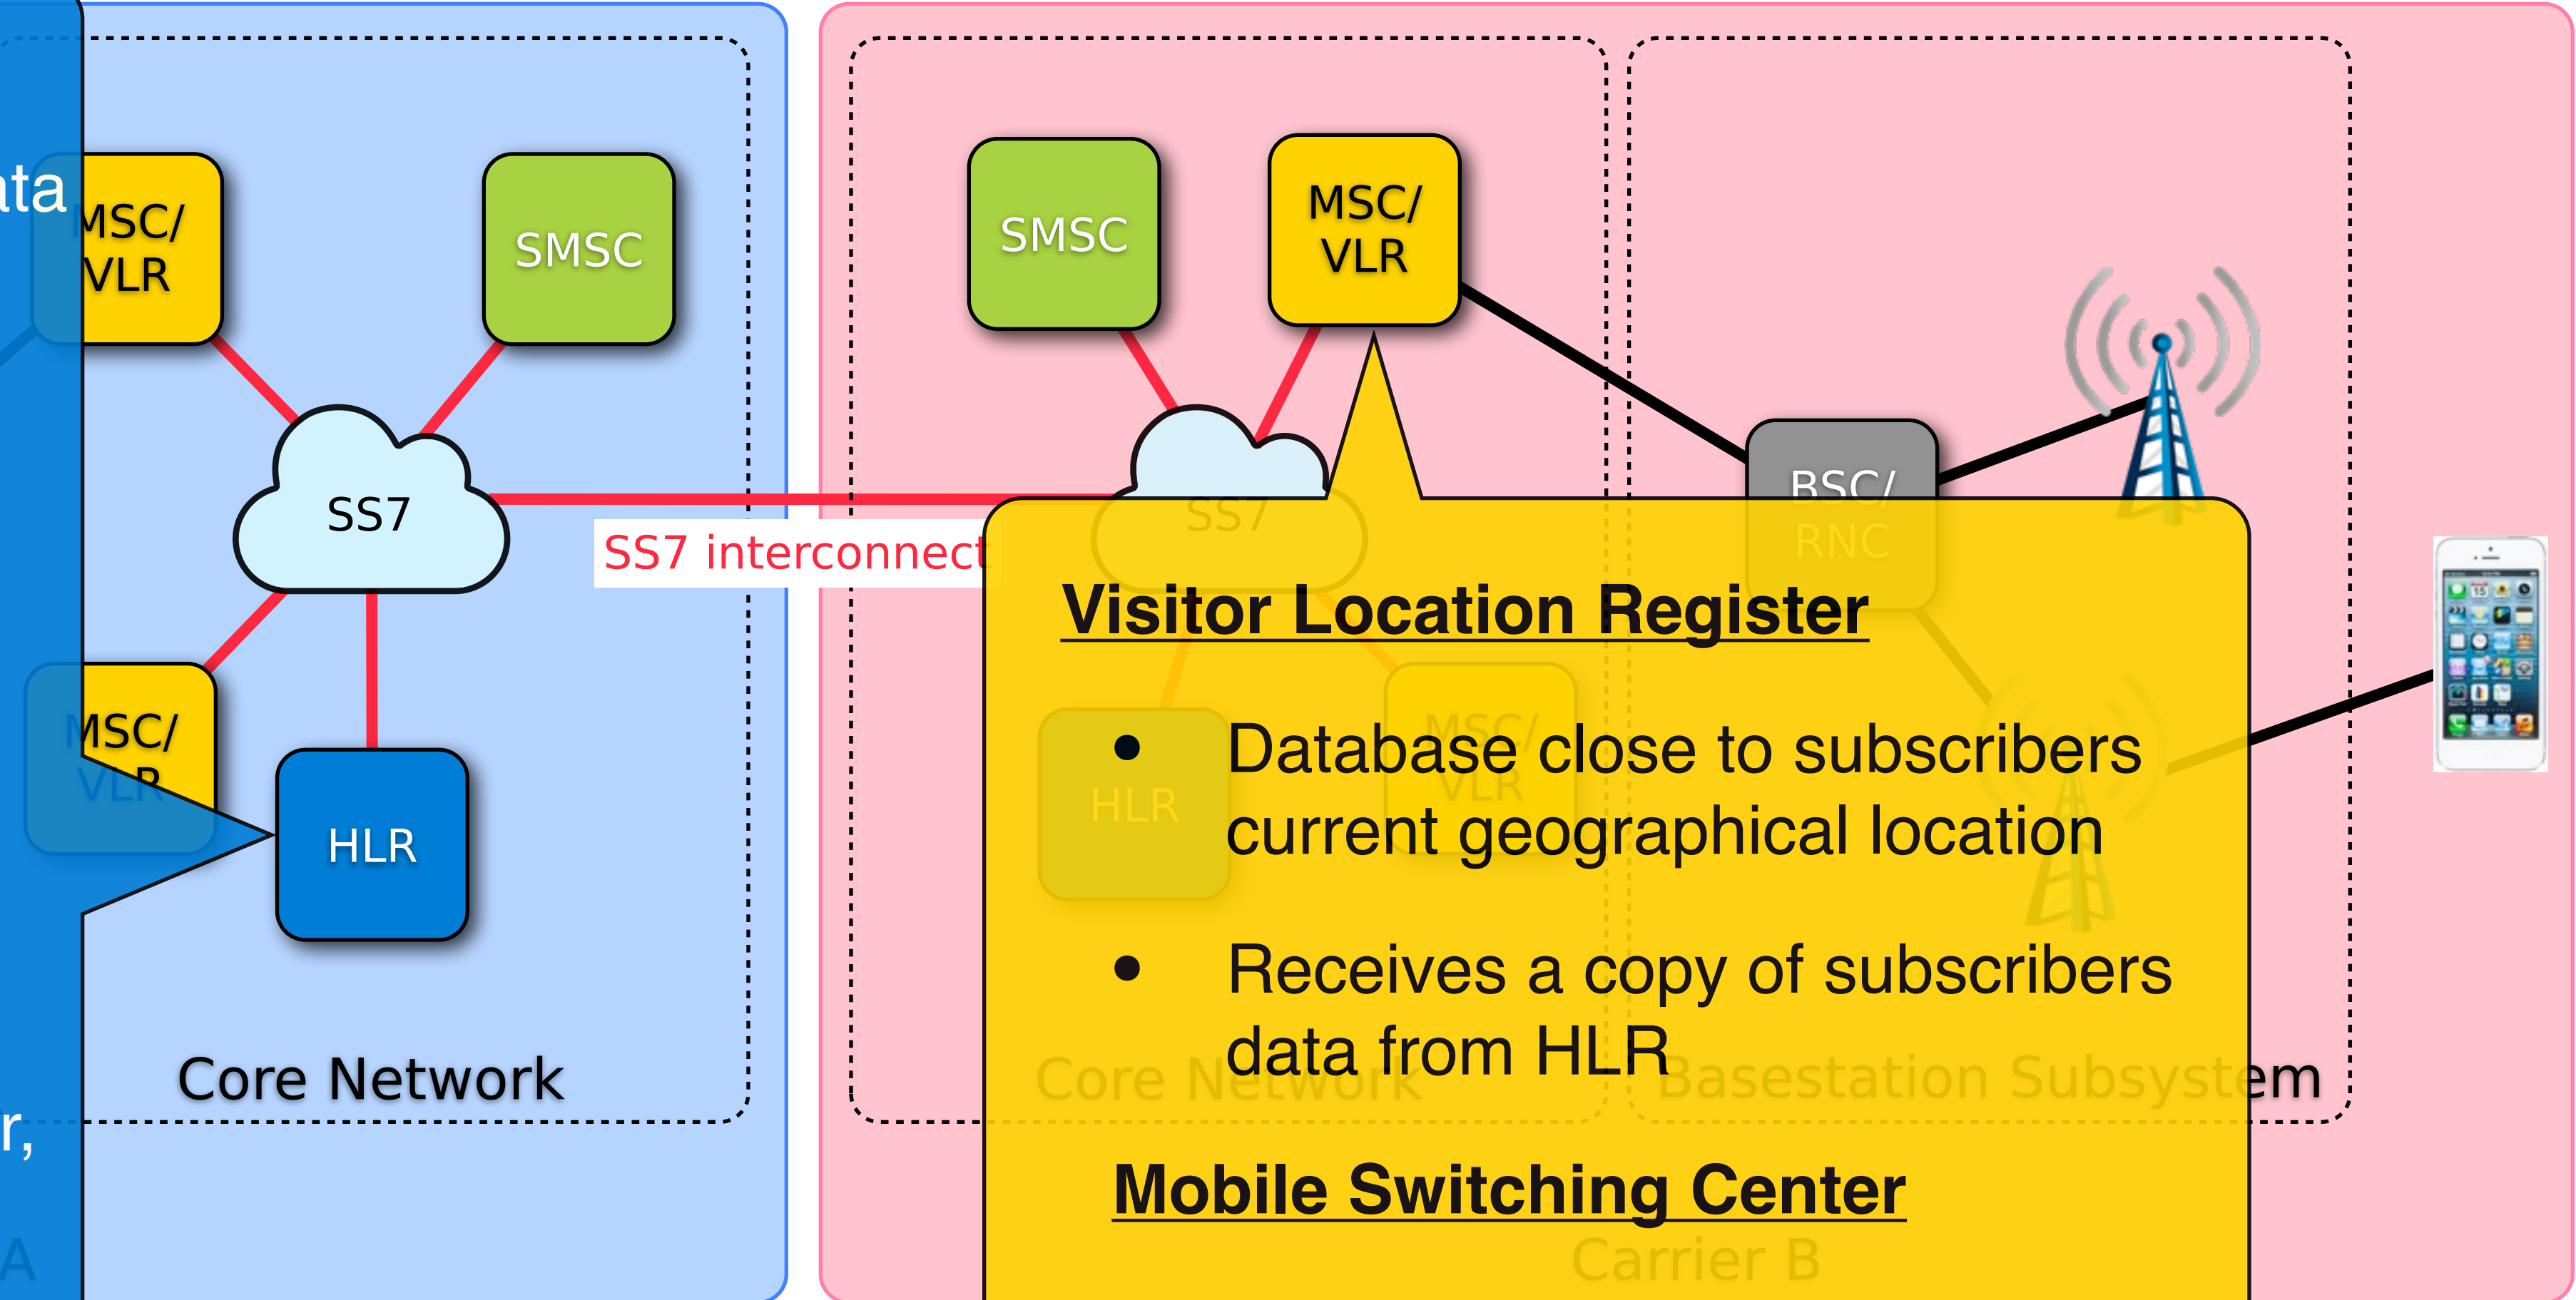 MSC/
VLR
SMSC
SS7
MSC/
VLR
HLR
Core Network
r,
A
SS7 interconnect
SMSC
MSC/
VLR
SS7
BSC/
RNC
HLR
MSC/
VLR
Core Network
Basestation Subsystem
Carrier B
Visitor Location Register
• Database close to subscribers
current geographical location
• Receives a copy of subscribers
data from HLR
Mobile Switching Center